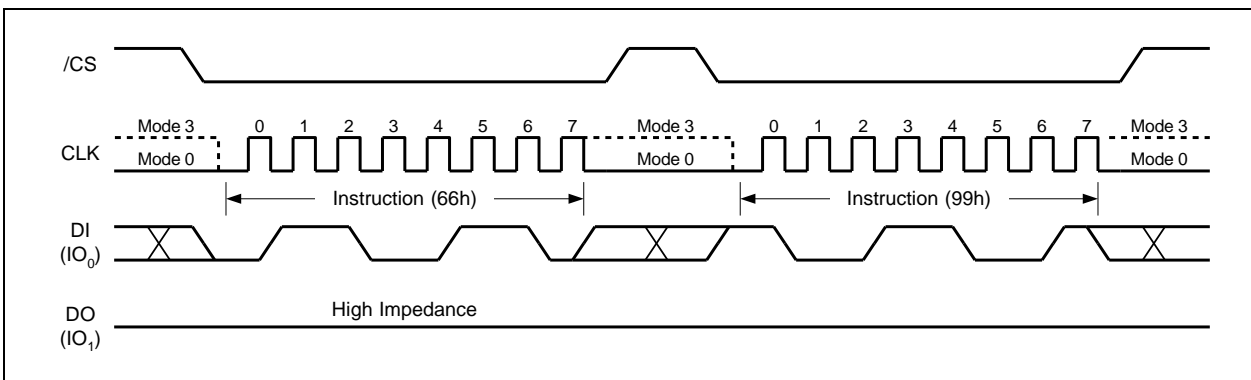 /CS
Mode 3 0 1 2 3 4 5 6 7 Mode 3 0 1 2 3 4 5 6 7 Mode 3
CLK
Mode 0 Mode 0 Mode 0
Instruction (66h) Instruction (99h)
DI
(IO₀)
High Impedance
DO
(IO₁)